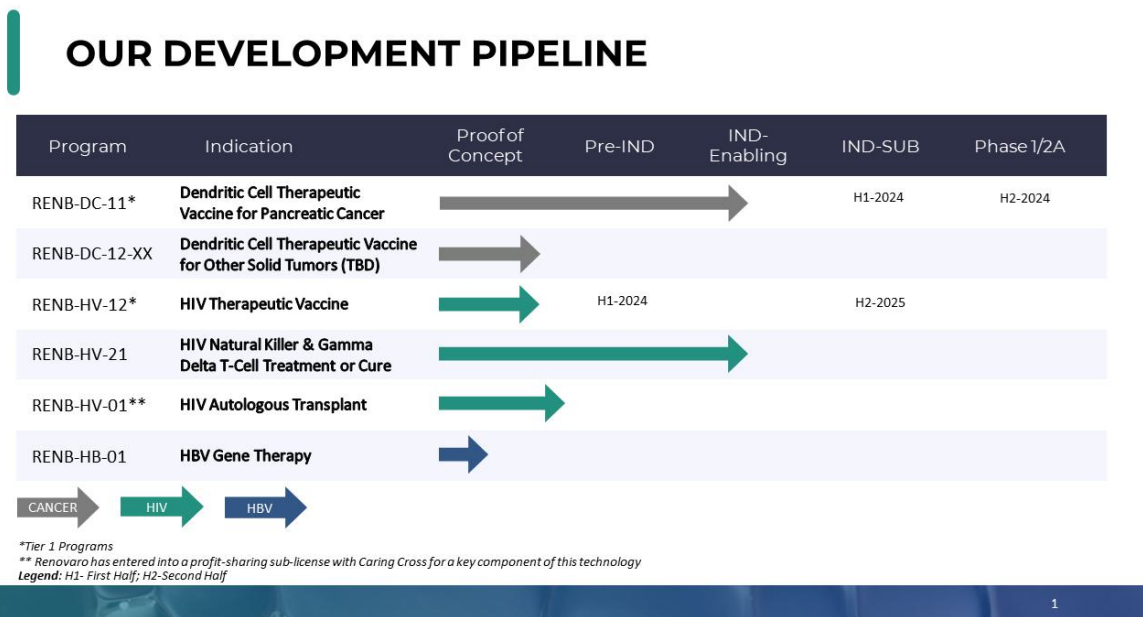 OUR DEVELOPMENT PIPELINE
Program
Indication
Proof of
Concept
Pre-IND
IND-
Enabling
IND-SUB
Phase 1/2A
RENB-DC-11*
Dendritic Cell Therapeutic
Vaccine for Pancreatic Cancer
H1-2024
H2-2024
RENB-DC-12-XX
Dendritic Cell Therapeutic Vaccine
for Other Solid Tumors (TBD)
RENB-HV-12*
HIV Therapeutic Vaccine
H1-2024
H2-2025
RENB-HV-21
HIV Natural Killer & Gamma
Delta T-Cell Treatment or Cure
RENB-HV-01**
HIV Autologous Transplant
RENB-HB-01
HBV Gene Therapy
CANCER
HIV
HBV
*Tier 1 Programs
** Renovaro has entered into a profit-sharing sub-license with Caring Cross for a key component of this technology
Legend: H1- First Half; H2-Second Half
1